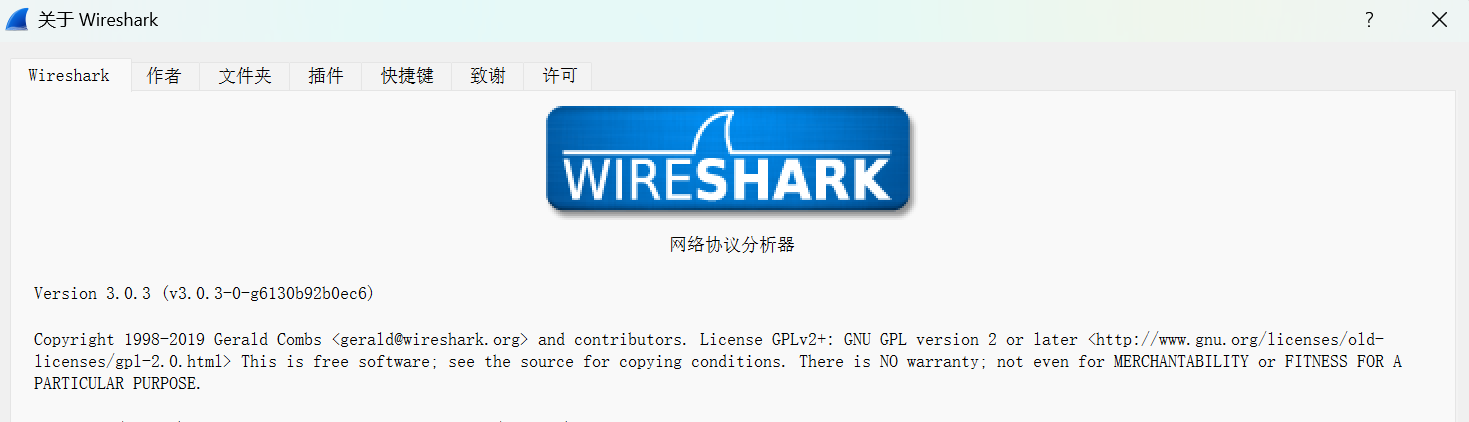 关于 Wireshark
?
Wireshark 作者 文件夹 插件 快捷键 致谢 许可
WIRESHARK
网络协议分析器
Version 3.0.3 (v3.0.3-0-g6130b92b0ec6)
Copyright 1998-2019 Gerald Combs <gerald@wireshark.org> and contributors. License GPLv2+: GNU GPL version 2 or later <http://www.gnu.org/licenses/old-
licenses/gpl-2.0.html> This is free software; see the source for copying conditions. There is NO warranty; not even for MERCHANTABILITY or FITNESS FOR A
PARTICULAR PURPOSE.